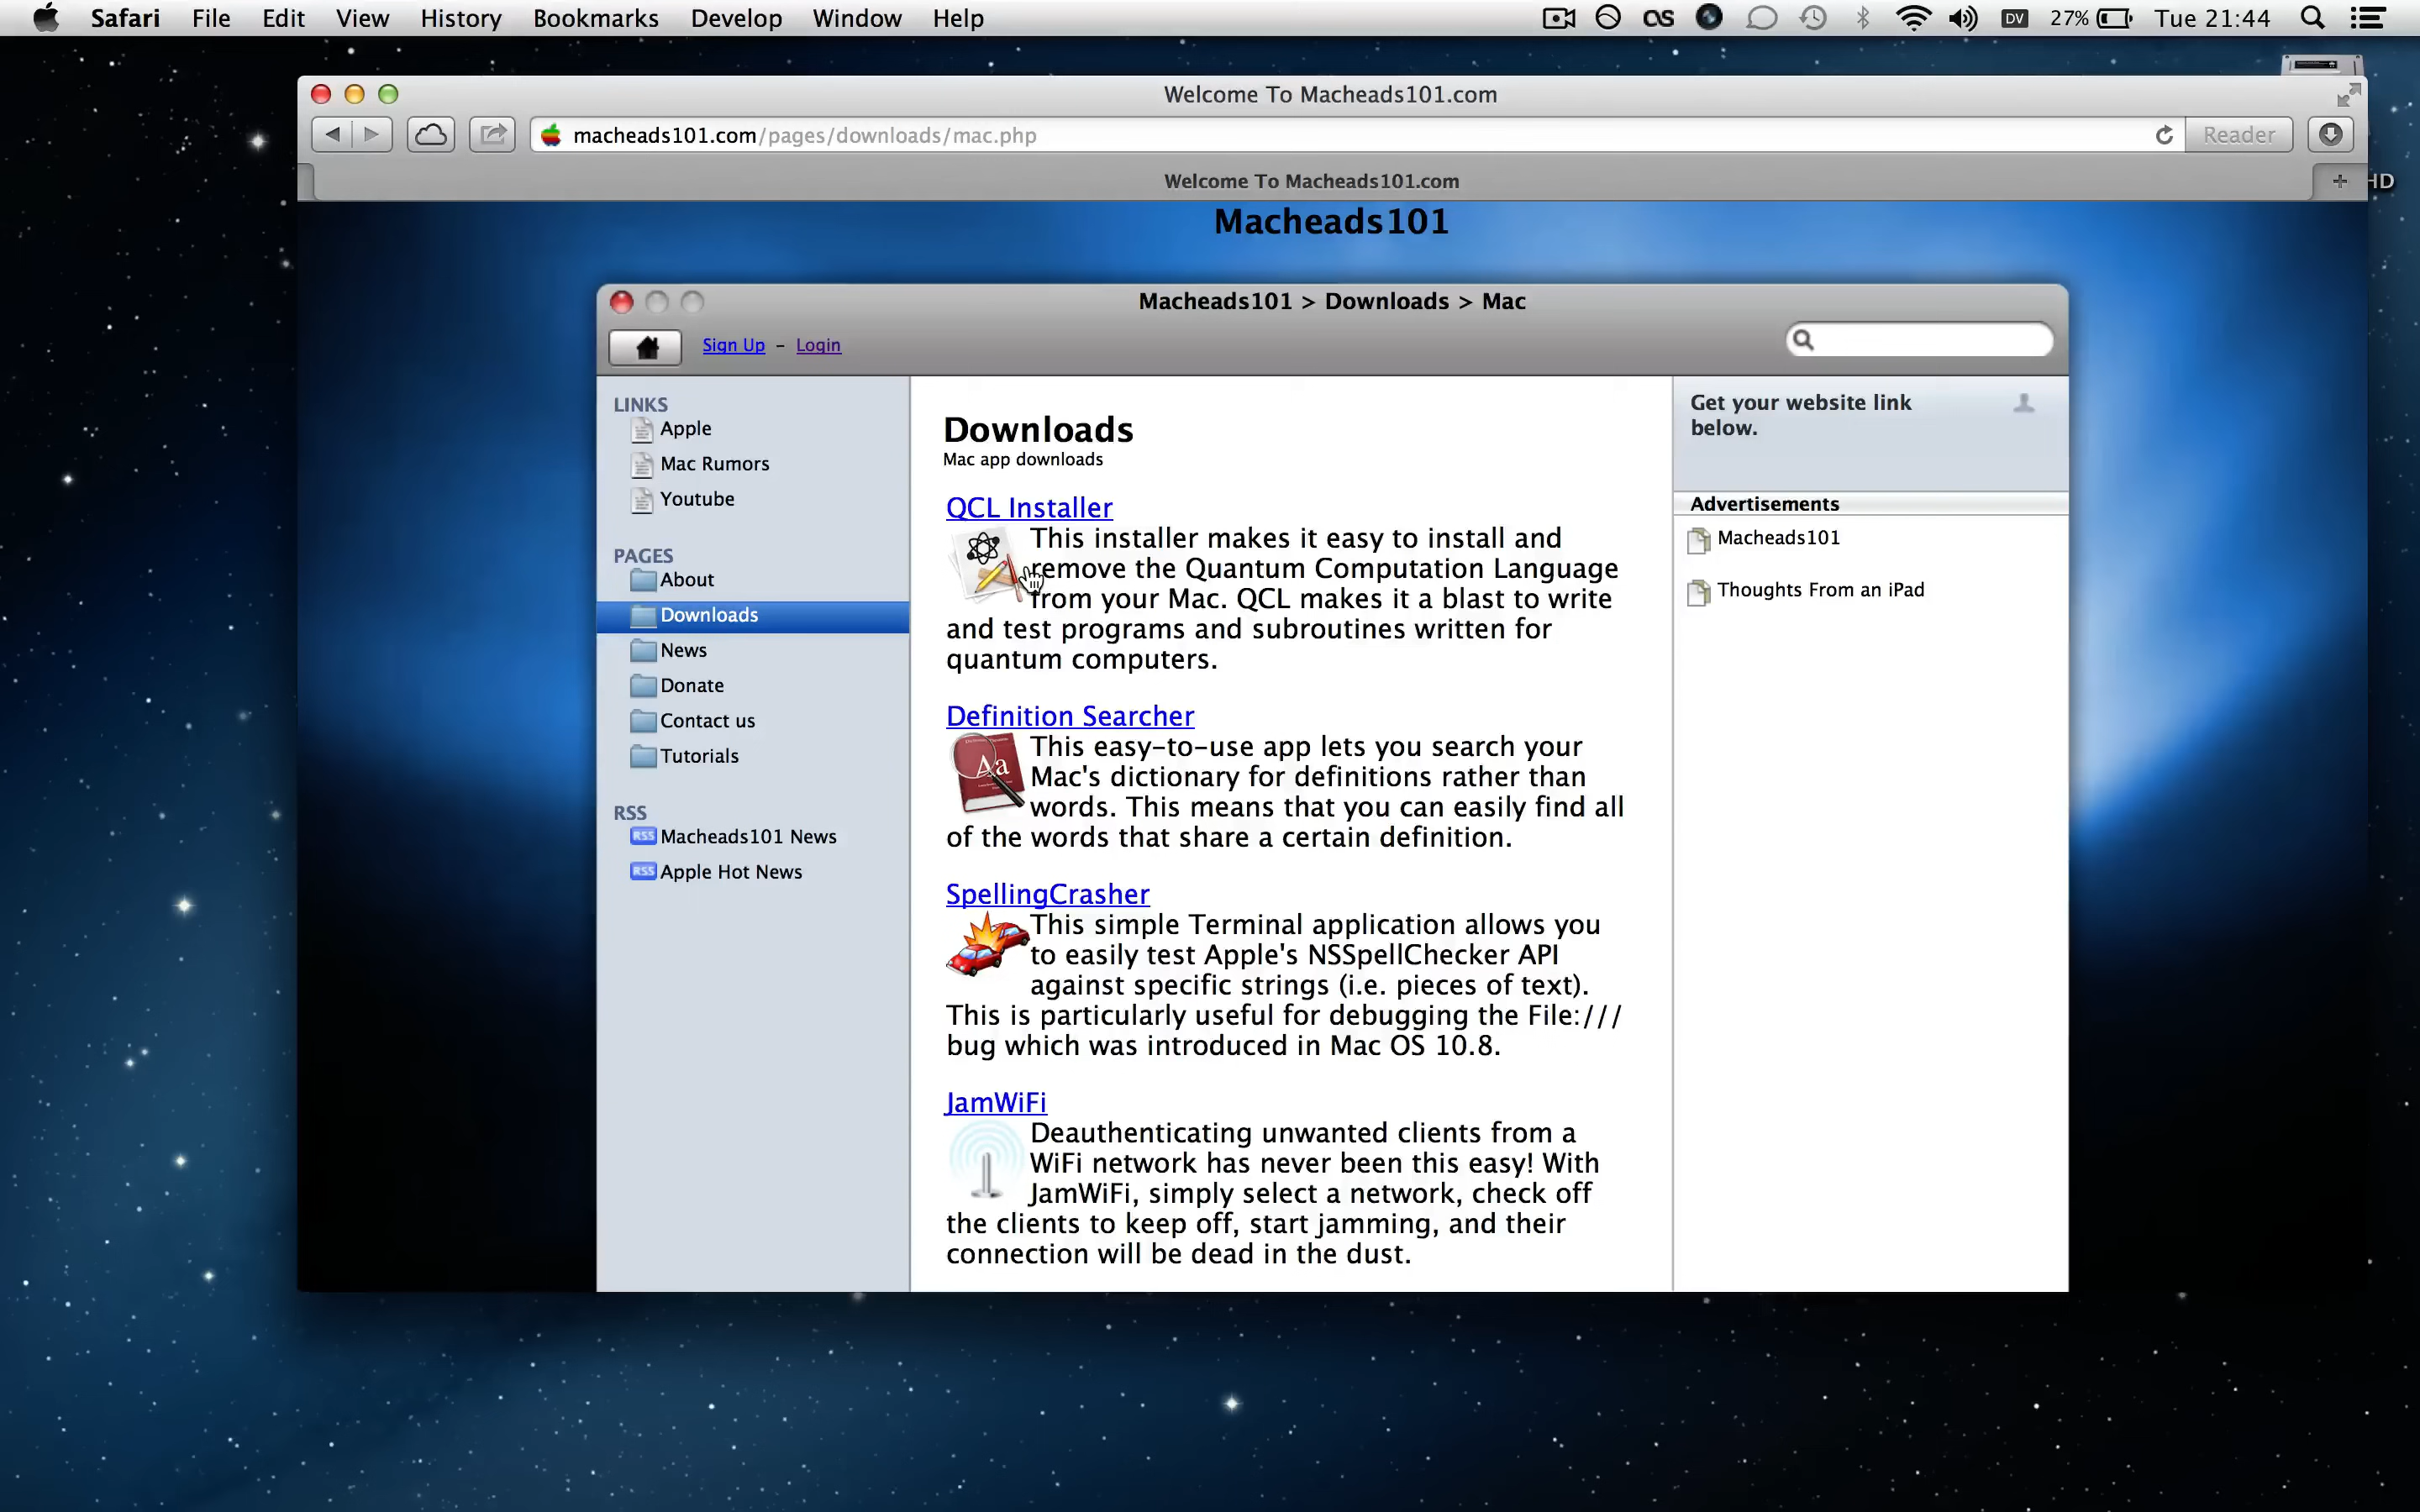 Safari File Edit View History Bookmarks Develop Window Help
DV 27% Tue 21:44
Welcome To Macheads101.com
macheads101.com/pages/downloads/mac.php
Reader
Welcome To Macheads101.com
+
HD
Macheads101
Macheads101 > Downloads > Mac
Sign Up - Login
LINKS
Apple
Mac Rumors
Youtube
PAGES
About
Downloads
News
Donate
Contact us
Tutorials
RSS
RSS Macheads101 News
RSS Apple Hot News
Downloads
Mac app downloads
QCL Installer
This installer makes it easy to install and
remove the Quantum Computation Language
from your Mac. QCL makes it a blast to write
and test programs and subroutines written for
quantum computers.
Definition Searcher
Aa
This easy-to-use app lets you search your
Mac's dictionary for definitions rather than
words. This means that you can easily find all
of the words that share a certain definition.
SpellingCrasher
This simple Terminal application allows you
to easily test Apple's NSSpellChecker API
against specific strings (i.e. pieces of text).
This is particularly useful for debugging the File:///
bug which was introduced in Mac OS 10.8.
JamWiFi
Deauthenticating unwanted clients from a
WiFi network has never been this easy! With
JamWiFi, simply select a network, check off
the clients to keep off, start jamming, and their
connection will be dead in the dust.
Get your website link
below.
Advertisements
Macheads101
Thoughts From an iPad